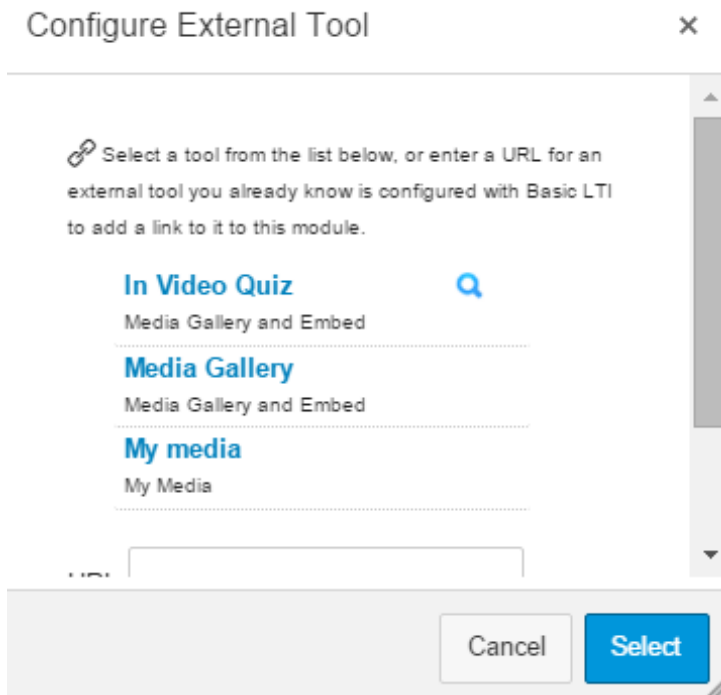 Configure External Tool
Select a tool from the list below, or enter a URL for an
external tool you already know is configured with Basic LTI
to add a link to it to this module.
In Video Quiz
Media Gallery and Embed
Media Gallery
Media Gallery and Embed
My media
My Media
Cancel
Select